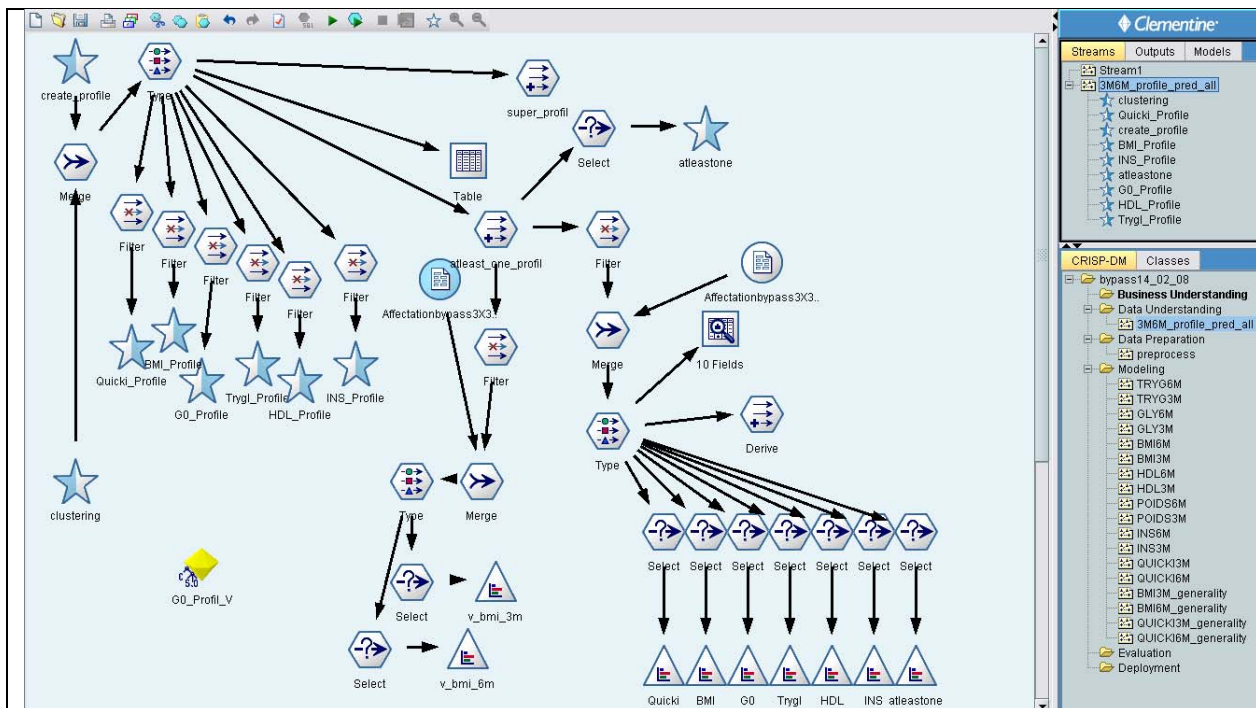 Clementine
Streams Outputs Models
Stream1
3M6M_profile_pred_all
clustering
Quicki_Profile
create_profile
BMI_Profile
INS_Profile
atleastone
G0_Profile
HDL_Profile
Trygl_Profile
CRISP-DM Classes
bypass14_02_08
Business Understanding
Data Understanding
3M6M_profile_pred_all
Data Preparation
preprocess
Modeling
TRYG6M
TRYG3M
GLY6M
GLY3M
BMI6M
BMI3M
HDL6M
HDL3M
POIDS6M
POIDS3M
INS6M
INS3M
QUICKI3M
QUICKI6M
BMI3M_generality
BMI6M_generality
QUICKI3M_generality
QUICKI6M_generality
Evaluation
Deployment
create_profile
Type
super_profil
Select
atleastone
Merge
Table
Filter
Filter
Filter
Filter
Filter
Filter
atleast_one_profil
Filter
Affectationbypass3X3..
Affectationbypass3X3..
Quicki_Profile
BMI_Profile
G0_Profile
Trygl_Profile
HDL_Profile
INS_Profile
Filter
Merge
10 Fields
Type
Derive
clustering
Type
Merge
C 5.0
G0_Profil_V
Select
v_bmi_3m
Select
v_bmi_6m
Select Select Select Select Select Select Select
Quicki BMI G0 Trygl HDL INS atleastone